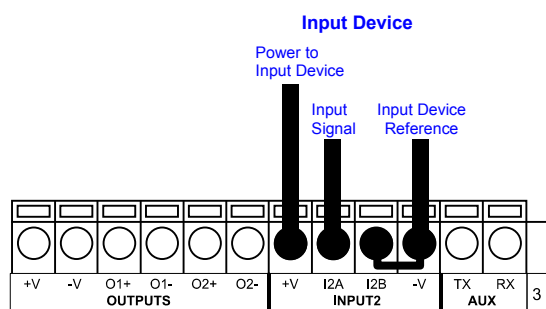 Input Device
Power to
Input Device
Input
Signal
Input Device
Reference
+V -V O1+ O1- O2+ O2- +V I2A I2B -V TX RX
OUTPUTS INPUT2 AUX 3